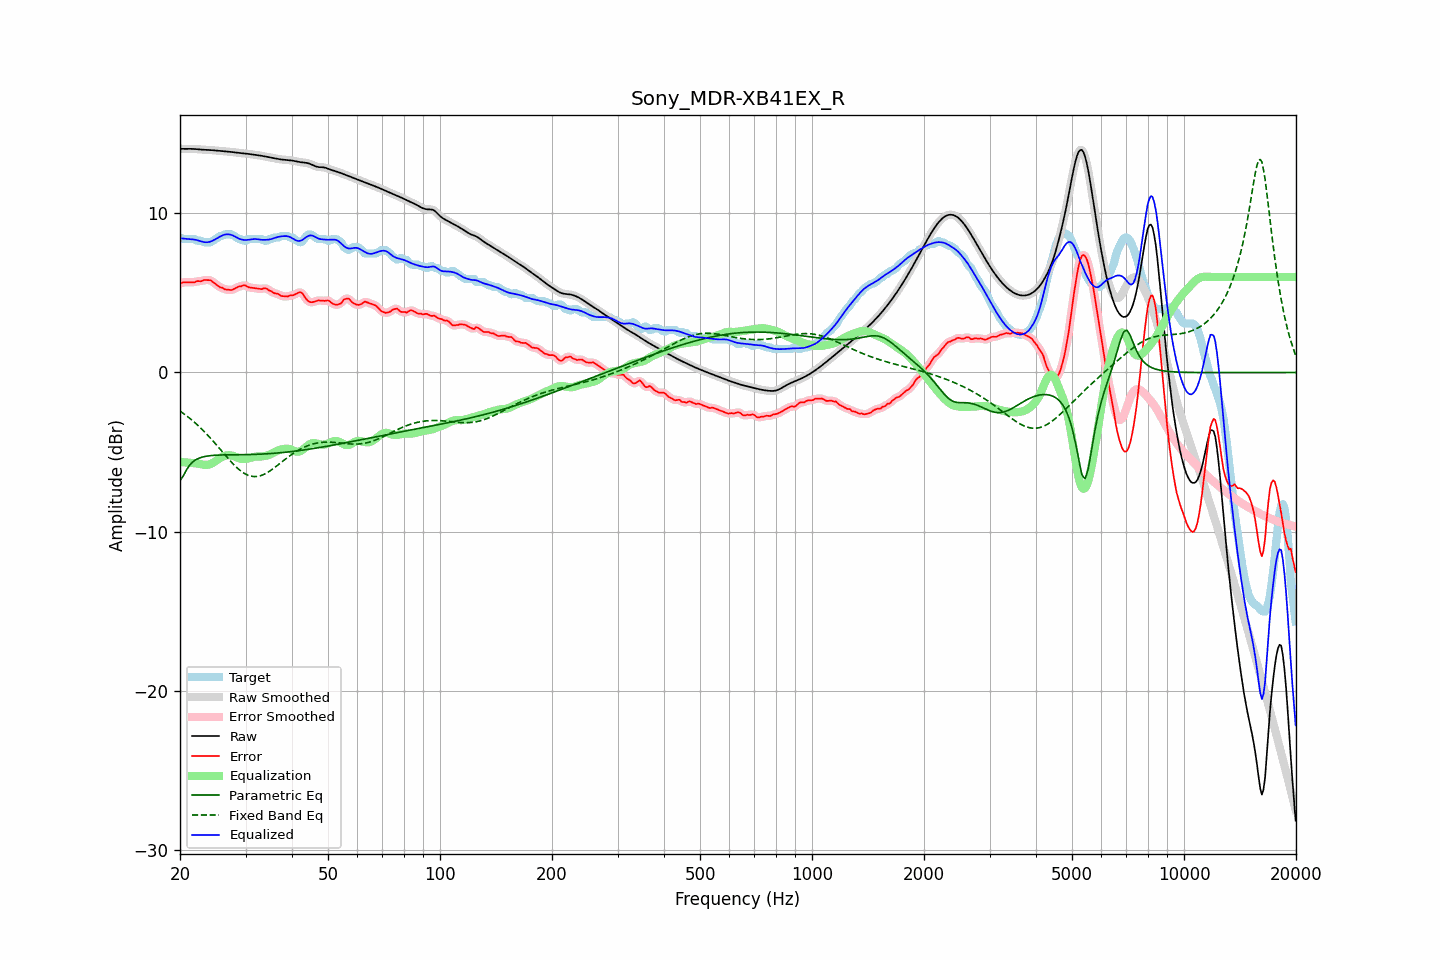 Sony_MDR-XB41EX_R
10
0
−10
−20
−30
Amplitude (dBr)
Target
Raw Smoothed
Error Smoothed
Raw
Error
Equalization
Parametric Eq
Fixed Band Eq
Equalized
20 50 100 200 500 1000 2000 5000 10000 20000
Frequency (Hz)